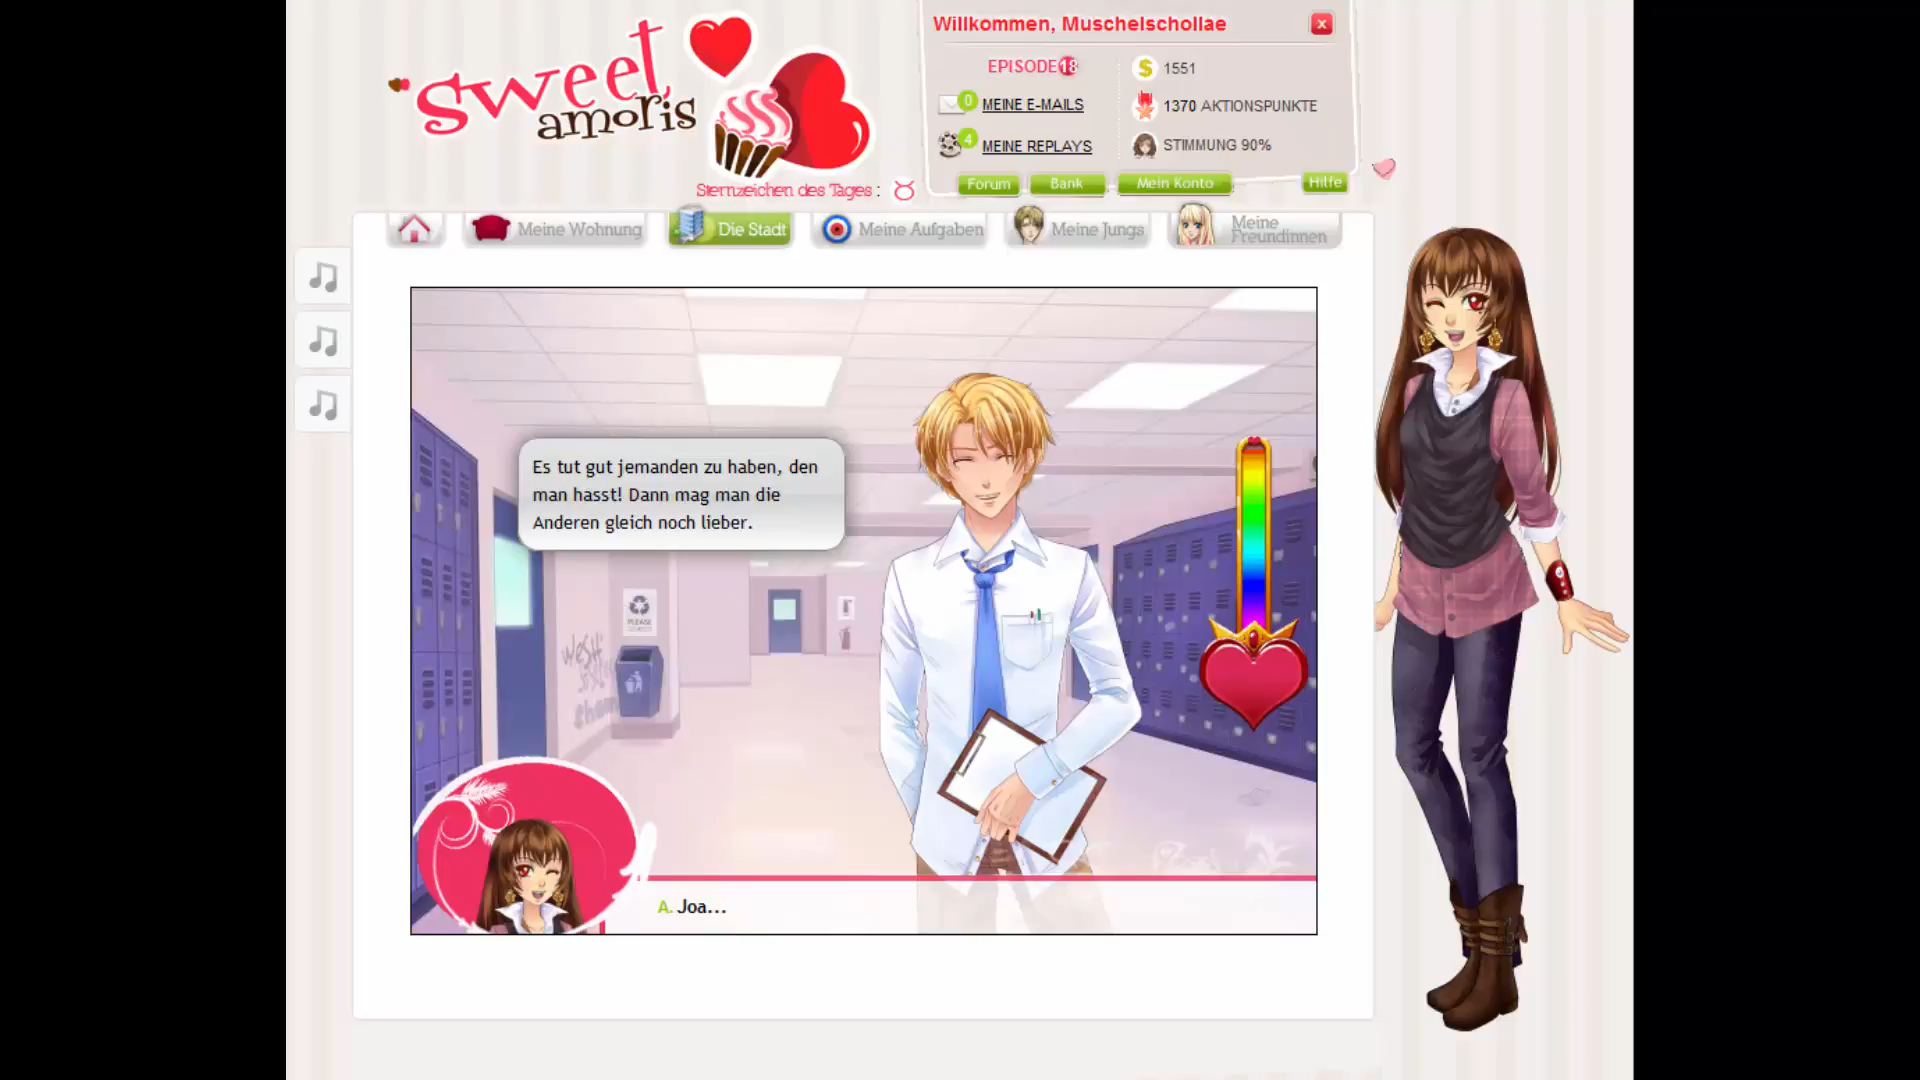 sweet
amoris
Sternzeichen des Tages :
Willkommen, Muschelschollae
x
EPISODE 18
0 MEINE E-MAILS
4 MEINE REPLAYS
$ 1551
1370 AKTIONSPUNKTE
STIMMUNG 90%
Forum
Bank
Mein Konto
Hilfe
Meine Wohnung
Die Stadt
Meine Aufgaben
Meine Jungs
Meine
Freundinnen
Es tut gut jemanden zu haben, den
man hasst! Dann mag man die
Anderen gleich noch lieber.
PLEASE
A. Joa...